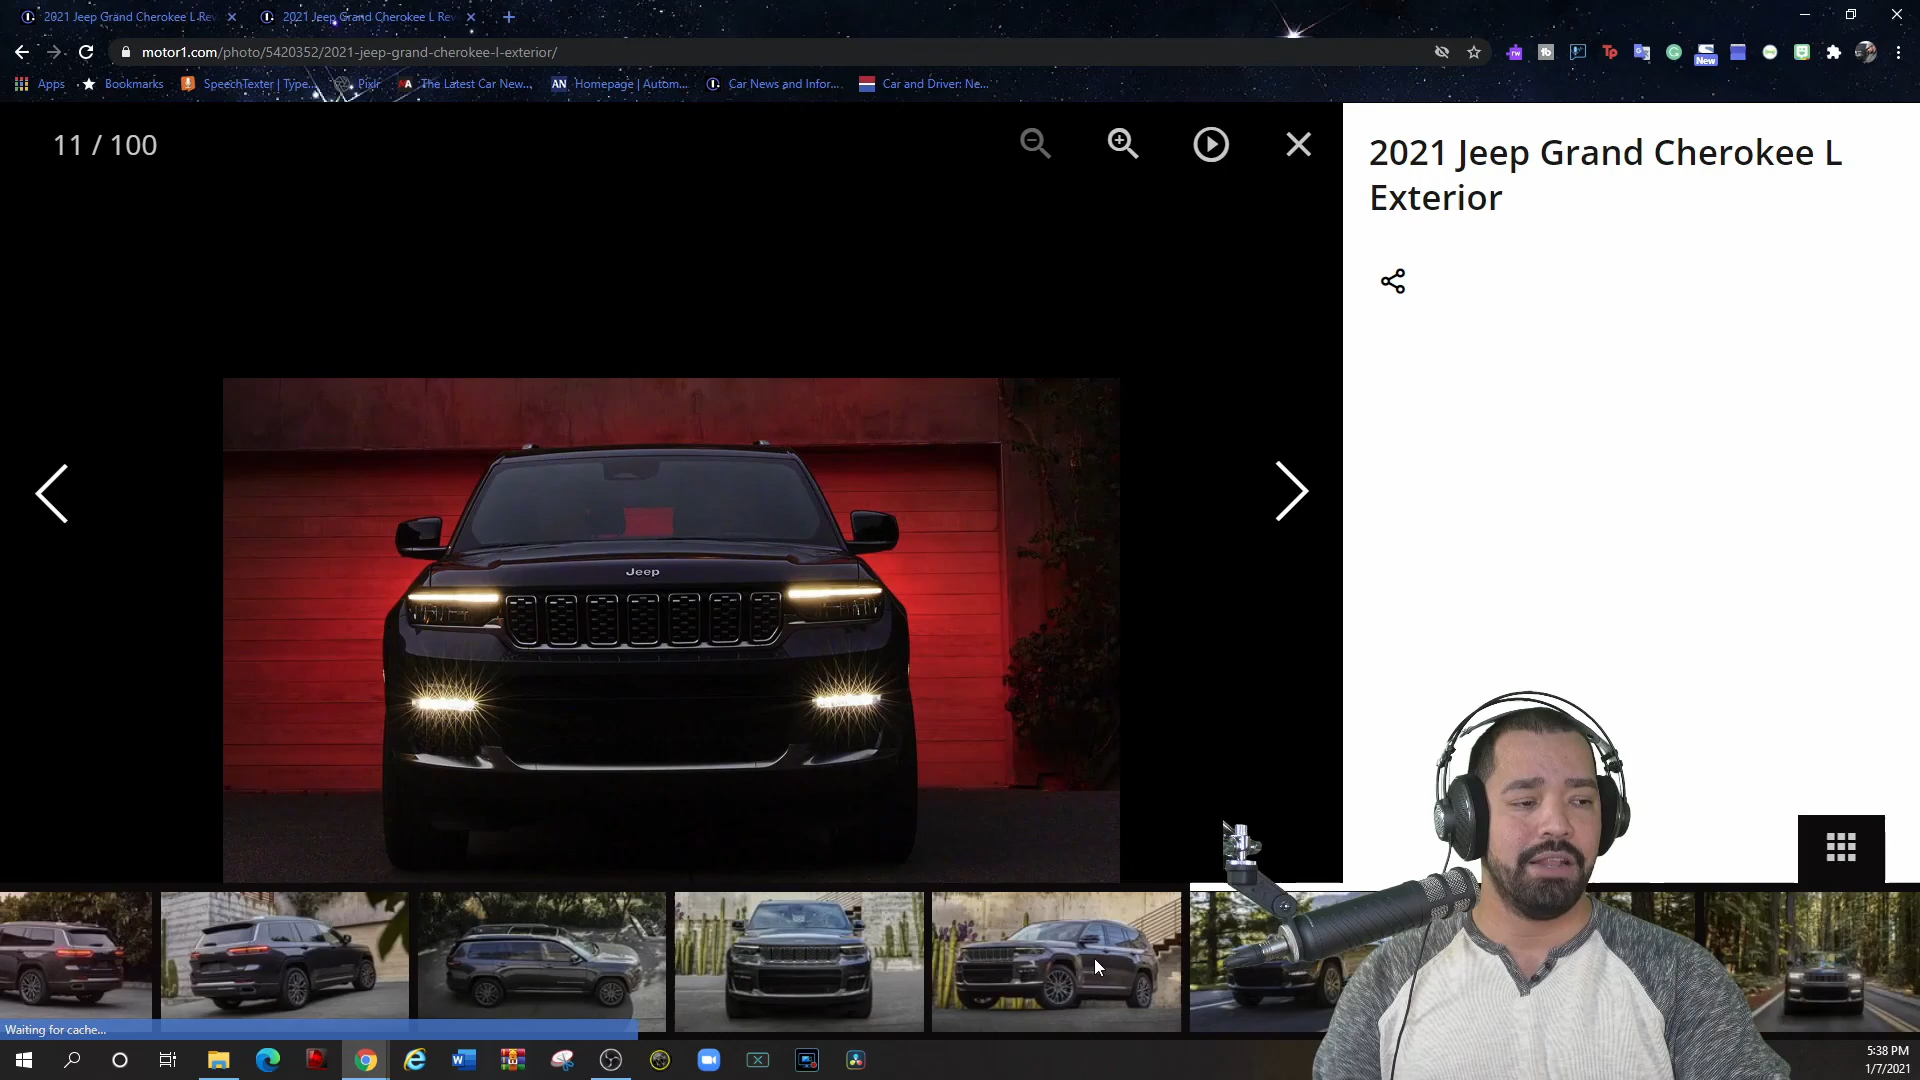 2021 Jeep Grand Cherokee L Rev
2021 Jeep Grand Cherokee L Rev
motor1.com/photo/5420352/2021-jeep-grand-cherokee-l-exterior/
New
Apps
Bookmarks
SpeechTexter | Type...
Pixlr
The Latest Car New...
AN Homepage | Autom...
Car News and Infor...
Car and Driver: Ne...
11 / 100
2021 Jeep Grand Cherokee L
Exterior
Jeep
Waiting for cache...
5:38 PM
1/7/2021